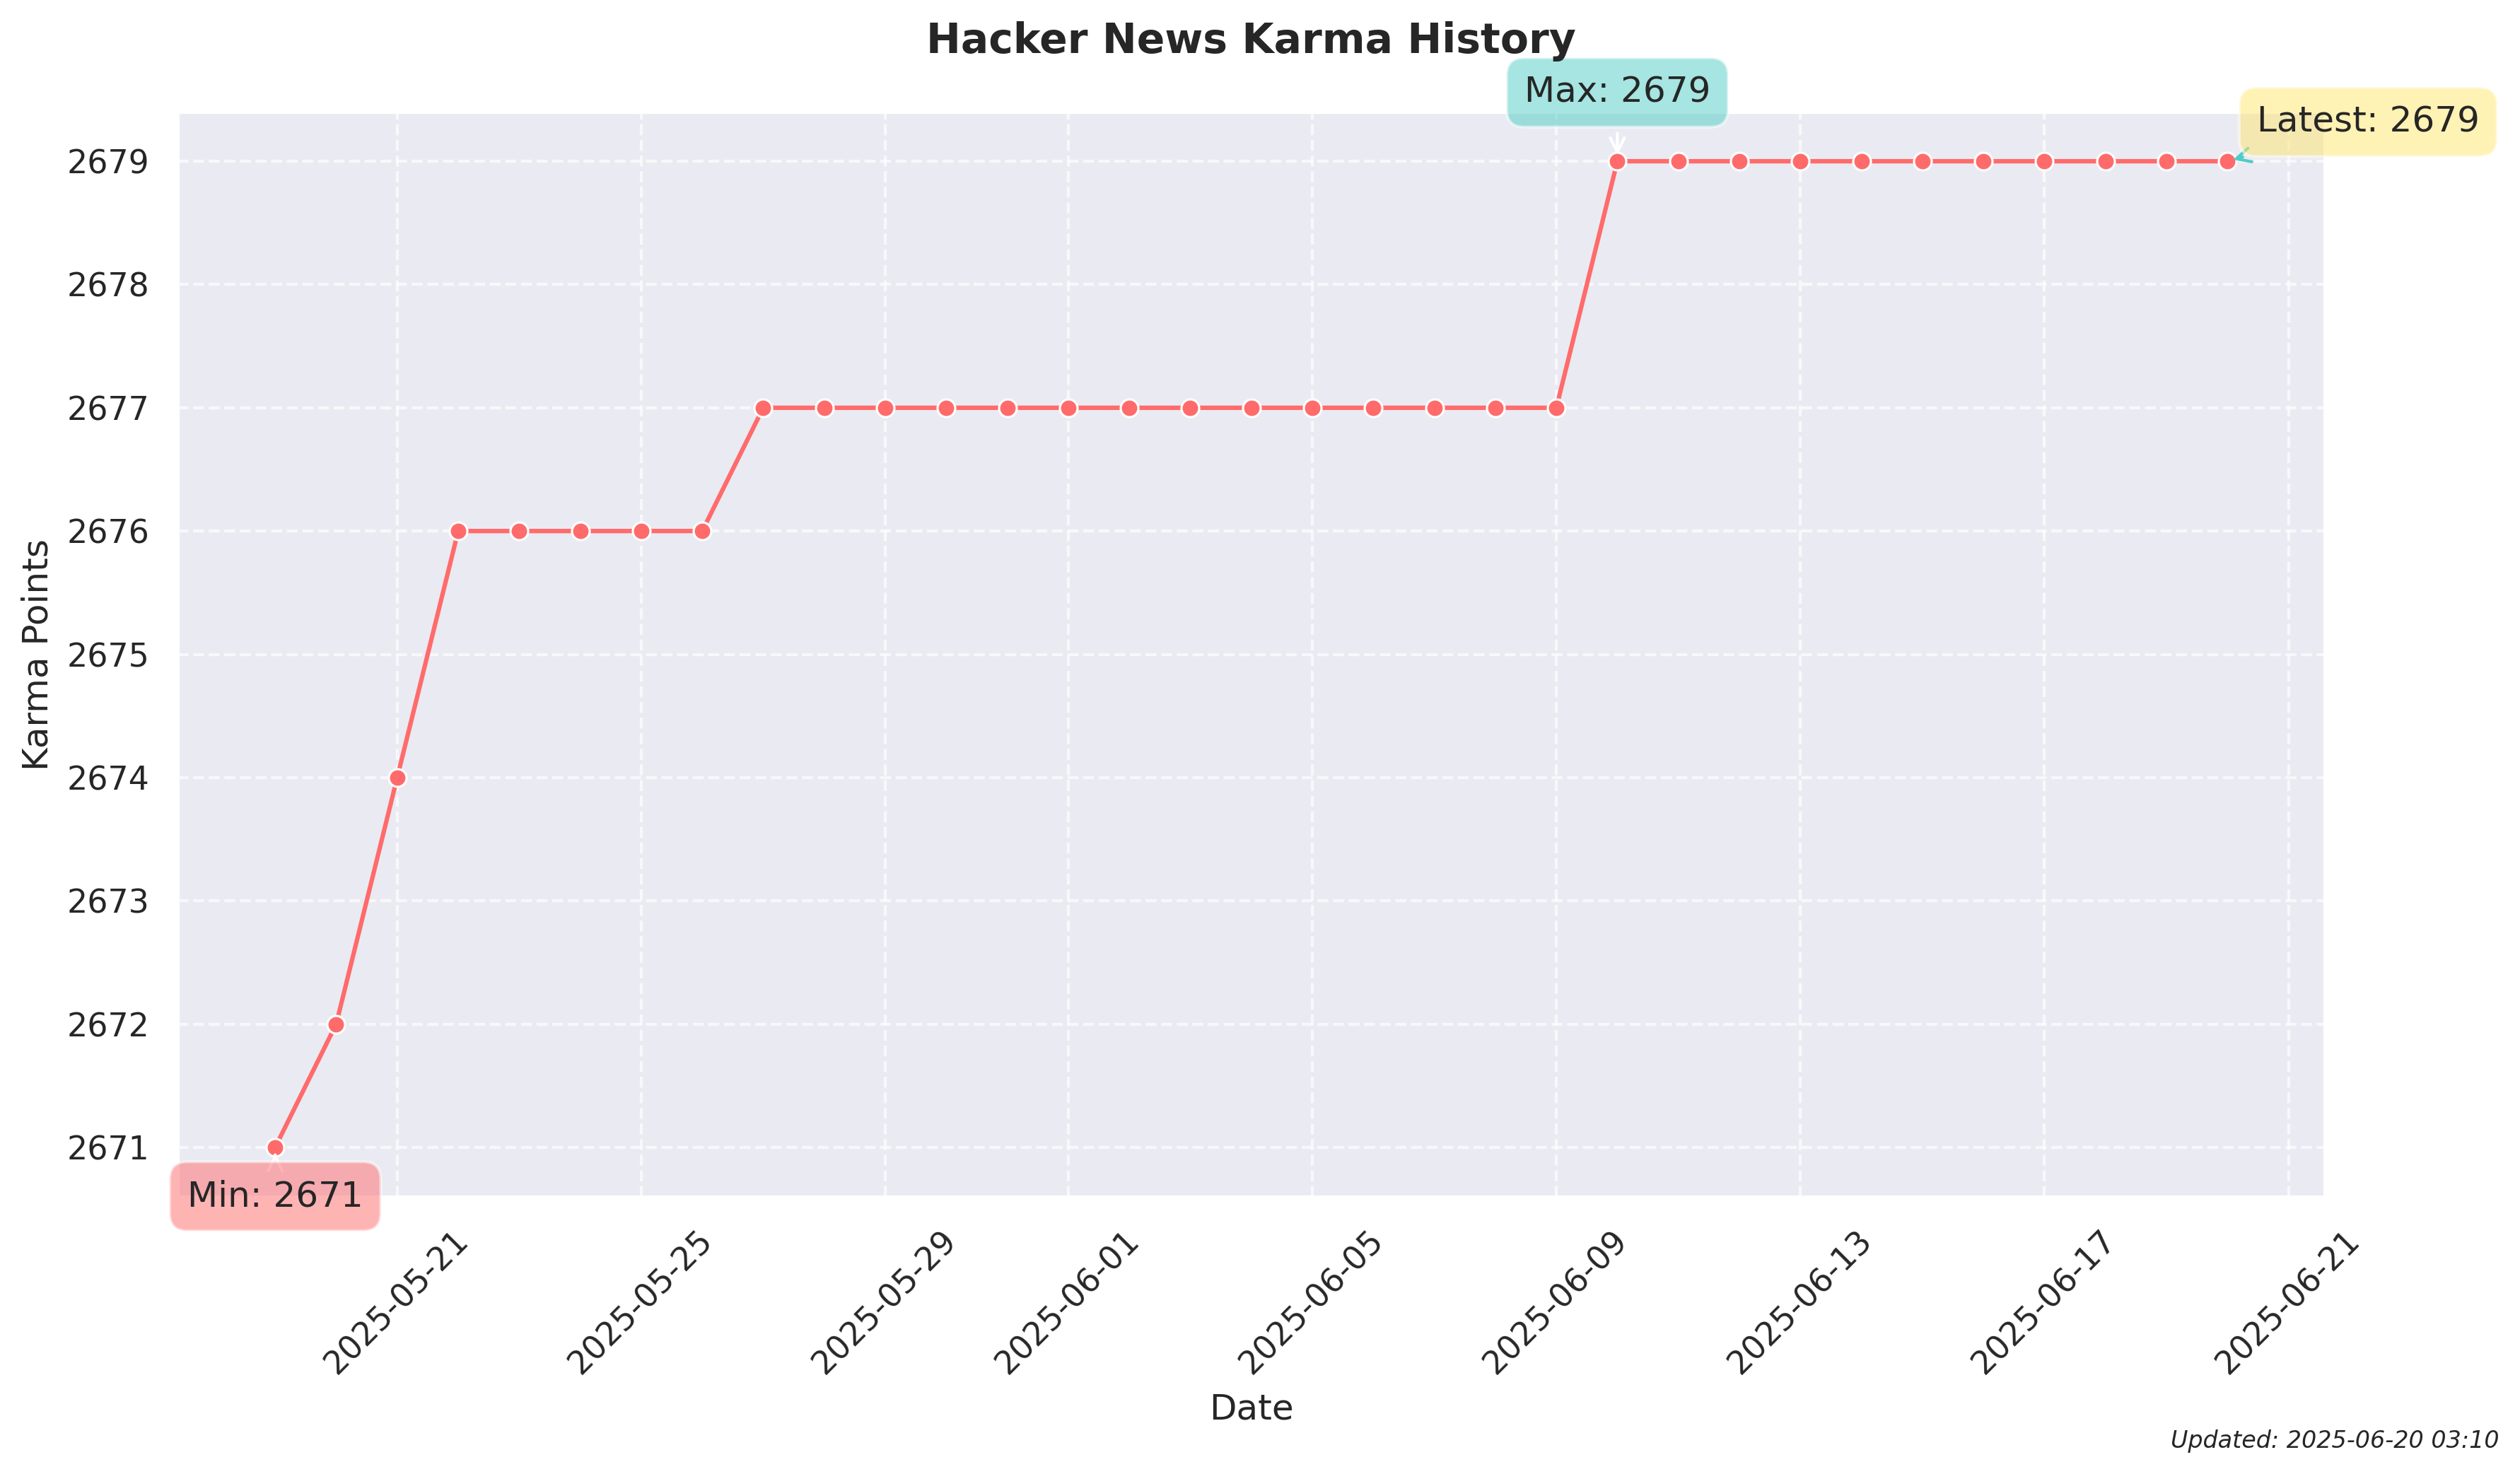 Hacker News Karma History
Max: 2679
Latest: 2679
2679
2678
2677
2676
2675
2674
2673
2672
2671
Karma Points
Min: 2671
2025-05-21
2025-05-25
2025-05-29
2025-06-01
2025-06-05
2025-06-09
2025-06-13
2025-06-17
2025-06-21
Date
Updated: 2025-06-20 03:10